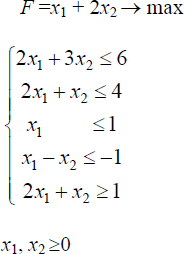 F =x₁ + 2x₂ → max
2x₁ + 3x₂ ≤ 6
2x₁ + x₂ ≤ 4
x₁ ≤ 1
x₁ − x₂ ≤ −1
2x₁ + x₂ ≥ 1
x₁, x₂ ≥0